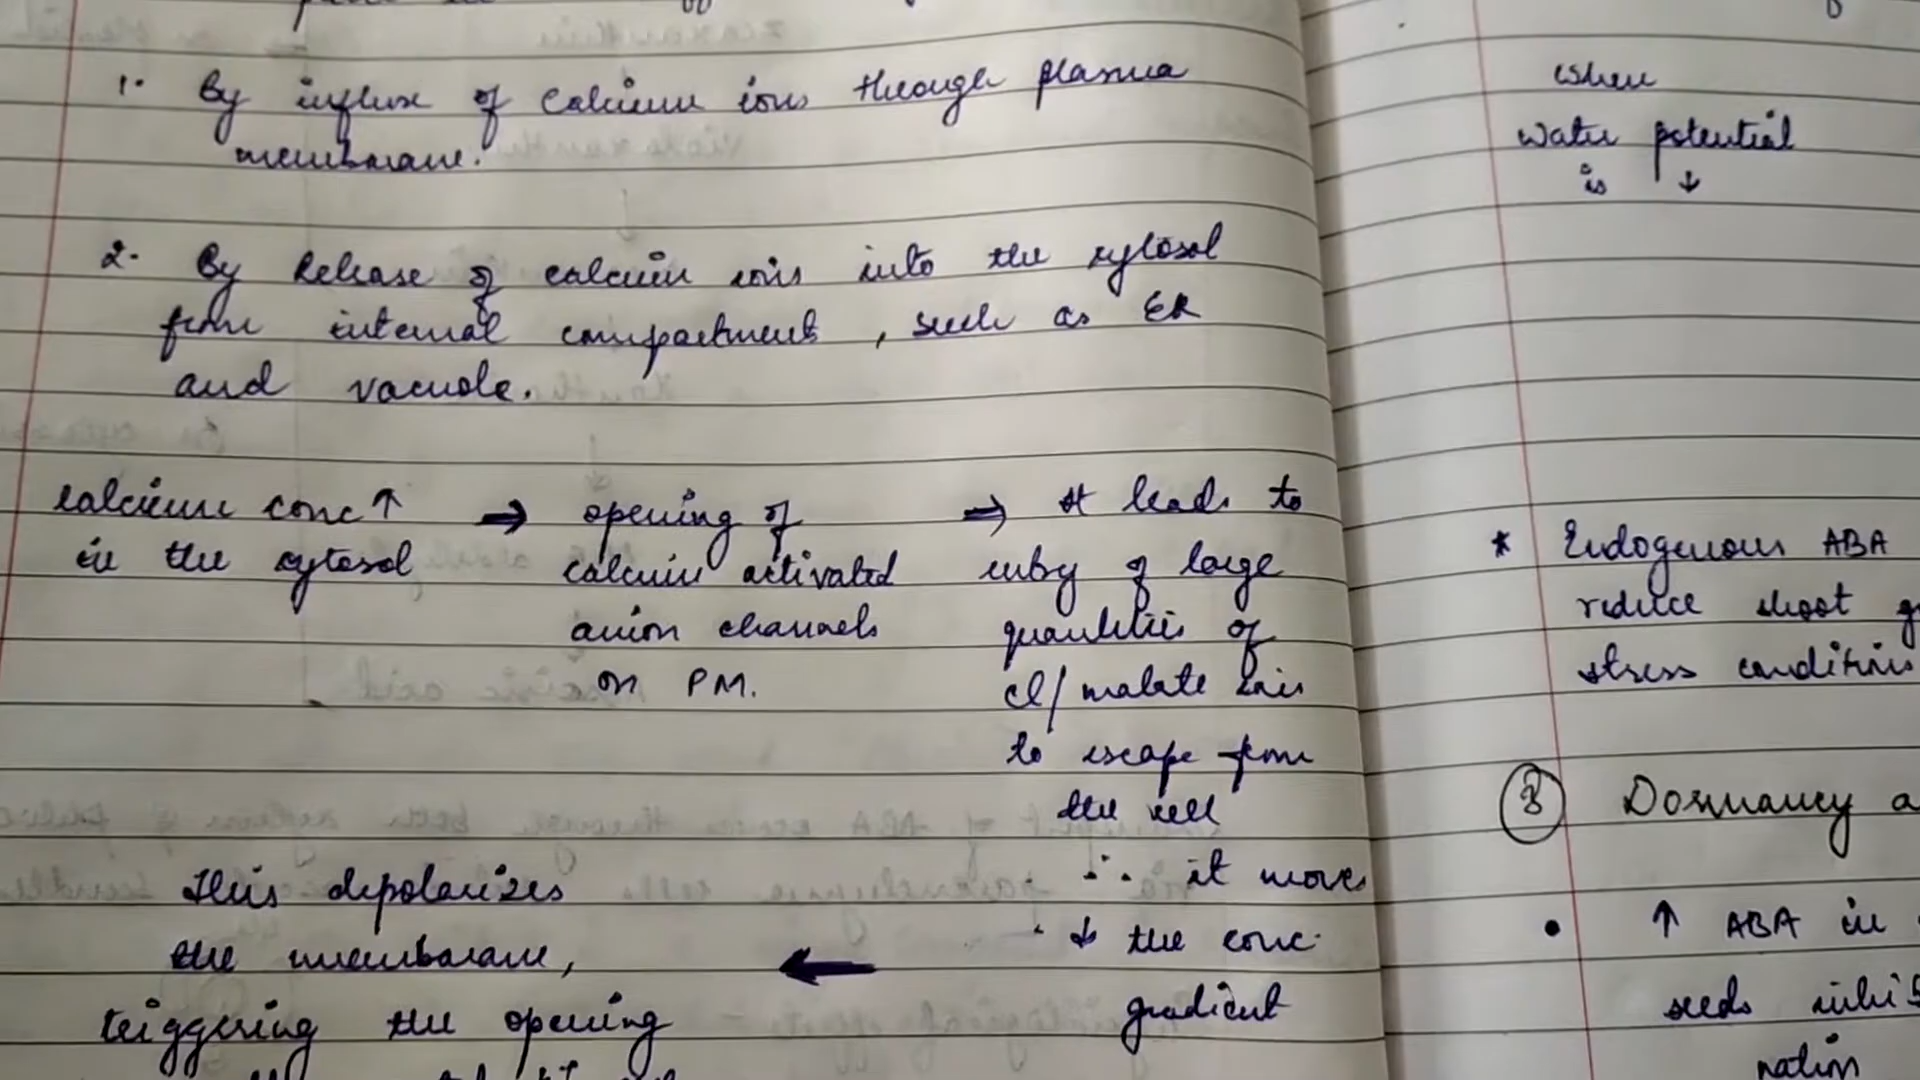 1. By influx of Calcium ions through plasma
membrane.
2. By Release of calcium ions into the cytosol
from internal compartments, such as ER
and vacuole.
calcium conc ↑
in the cytosol
⇒ opening of
calcium activated
anion channels
on PM.
⇒ It leads to
entry of large
quantities of
cl/malate ions
to escape from
the cell
∴ it moves
↓ the conc.
gradient
←
this depolarizes
the membrane,
triggering the opening
when
water potential
is ↓
* Endogenous ABA
reduce shoot
stress conditions
③ Dormancy
• ↑ ABA in
seeds
nation